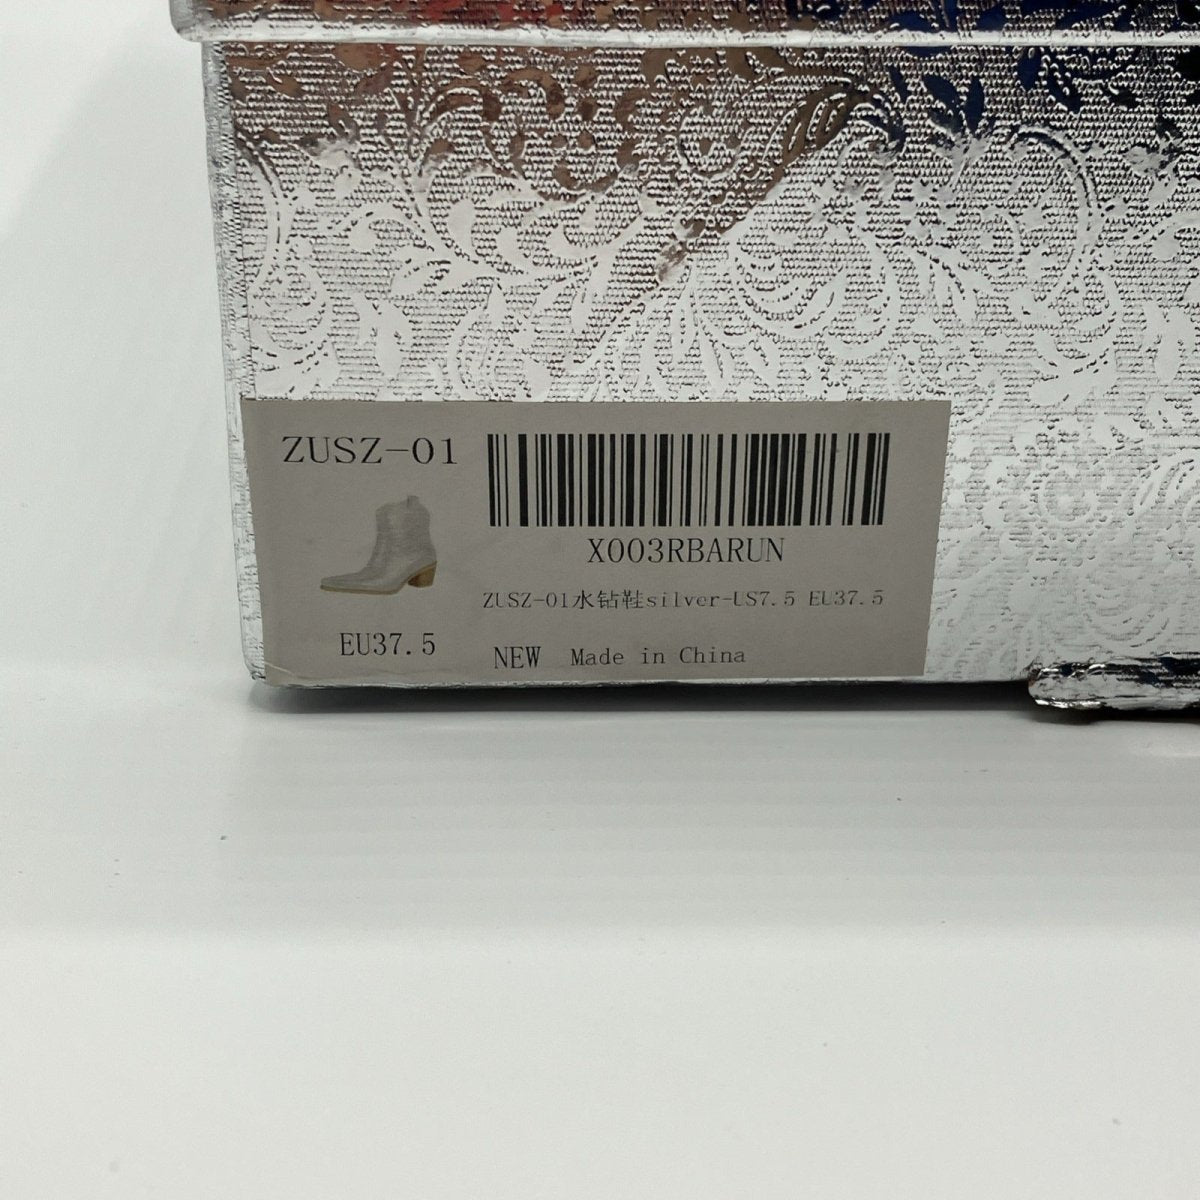 ZUSZ-01
X003RBARUN
ZUSZ-01水钻鞋silver-US7.5 EU37.5
EU37.5
NEW Made in China